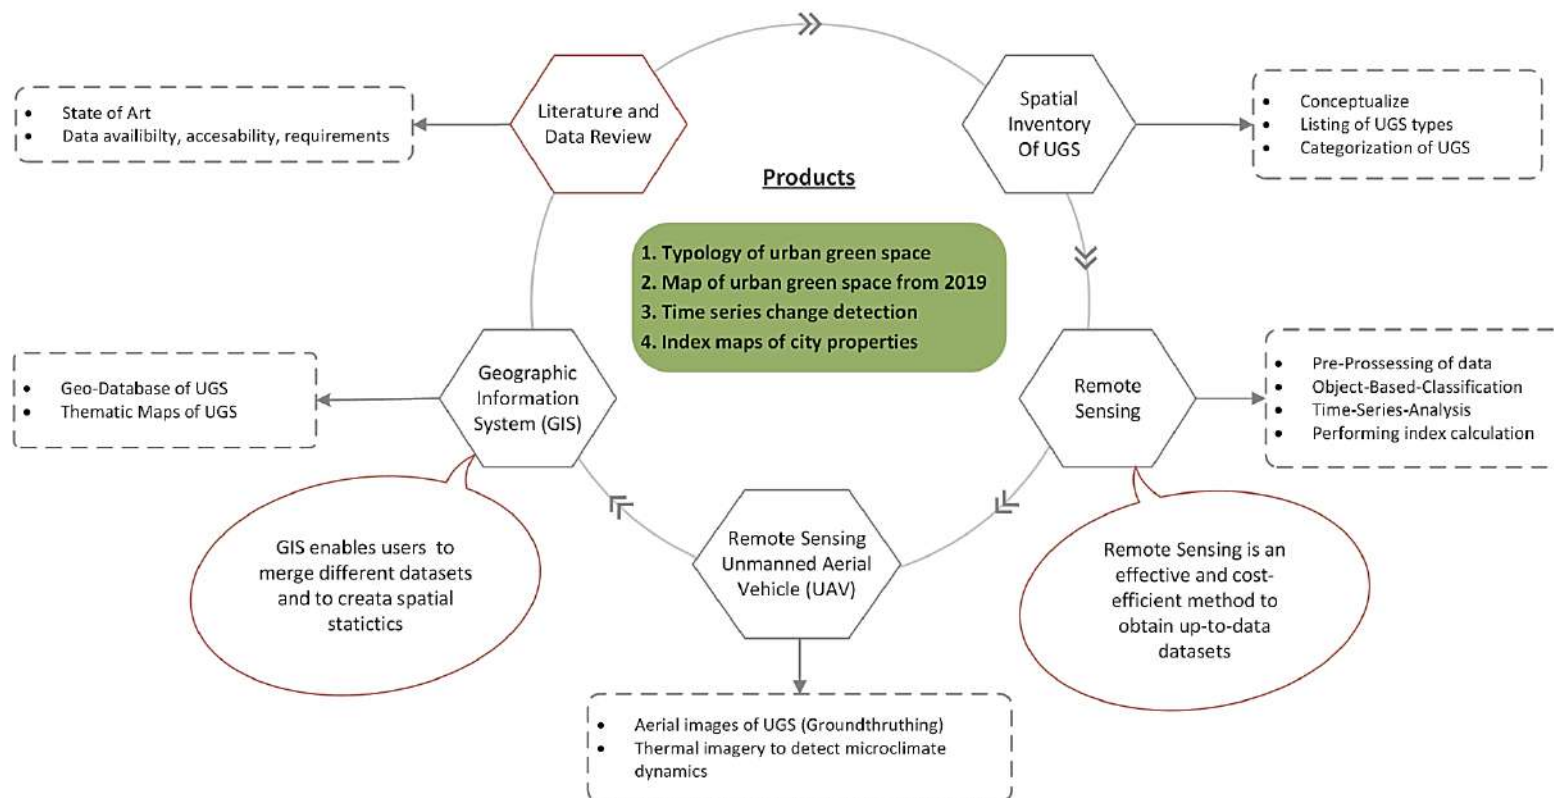 Literature and
Data Review
• State of Art
• Data availibilty, accesability, requirements
Spatial
Inventory
Of UGS
• Conceptualize
• Listing of UGS types
• Categorization of UGS
Products
1. Typology of urban green space
2. Map of urban green space from 2019
3. Time series change detection
4. Index maps of city properties
Remote
Sensing
• Pre-Prossessing of data
• Object-Based-Classification
• Time-Series-Analysis
• Performing index calculation
Remote Sensing is an
effective and cost-
efficient method to
obtain up-to-data
datasets
Remote Sensing
Unmanned Aerial
Vehicle (UAV)
• Aerial images of UGS (Groundthruthing)
• Thermal imagery to detect microclimate
dynamics
Geographic
Information
System (GIS)
• Geo-Database of UGS
• Thematic Maps of UGS
GIS enables users to
merge different datasets
and to creata spatial
statictics